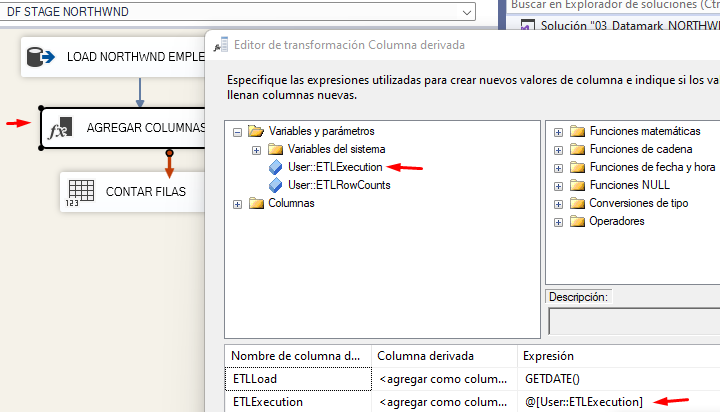 DF STAGE NORTHWND
Buscar en Explorador de soluciones (Ctr
Solución "03_Datamark_NORTHW
LOAD NORTHWND EMPLE
fx AGREGAR COLUMNAS
CONTAR FILAS
123
Editor de transformación Columna derivada
Especifique las expresiones utilizadas para crear nuevos valores de columna e indique si los va
llenan columnas nuevas.
Variables y parámetros
Variables del sistema
User::ETLExecution
User::ETLRowCounts
Columnas
Funciones matemáticas
Funciones de cadena
Funciones de fecha y hora
Funciones NULL
Conversiones de tipo
Operadores
Descripción:
Nombre de columna d... Columna derivada Expresión
ETLLoad <agregar como colum... GETDATE()
ETLExecution <agregar como colum... @[User::ETLExecution]